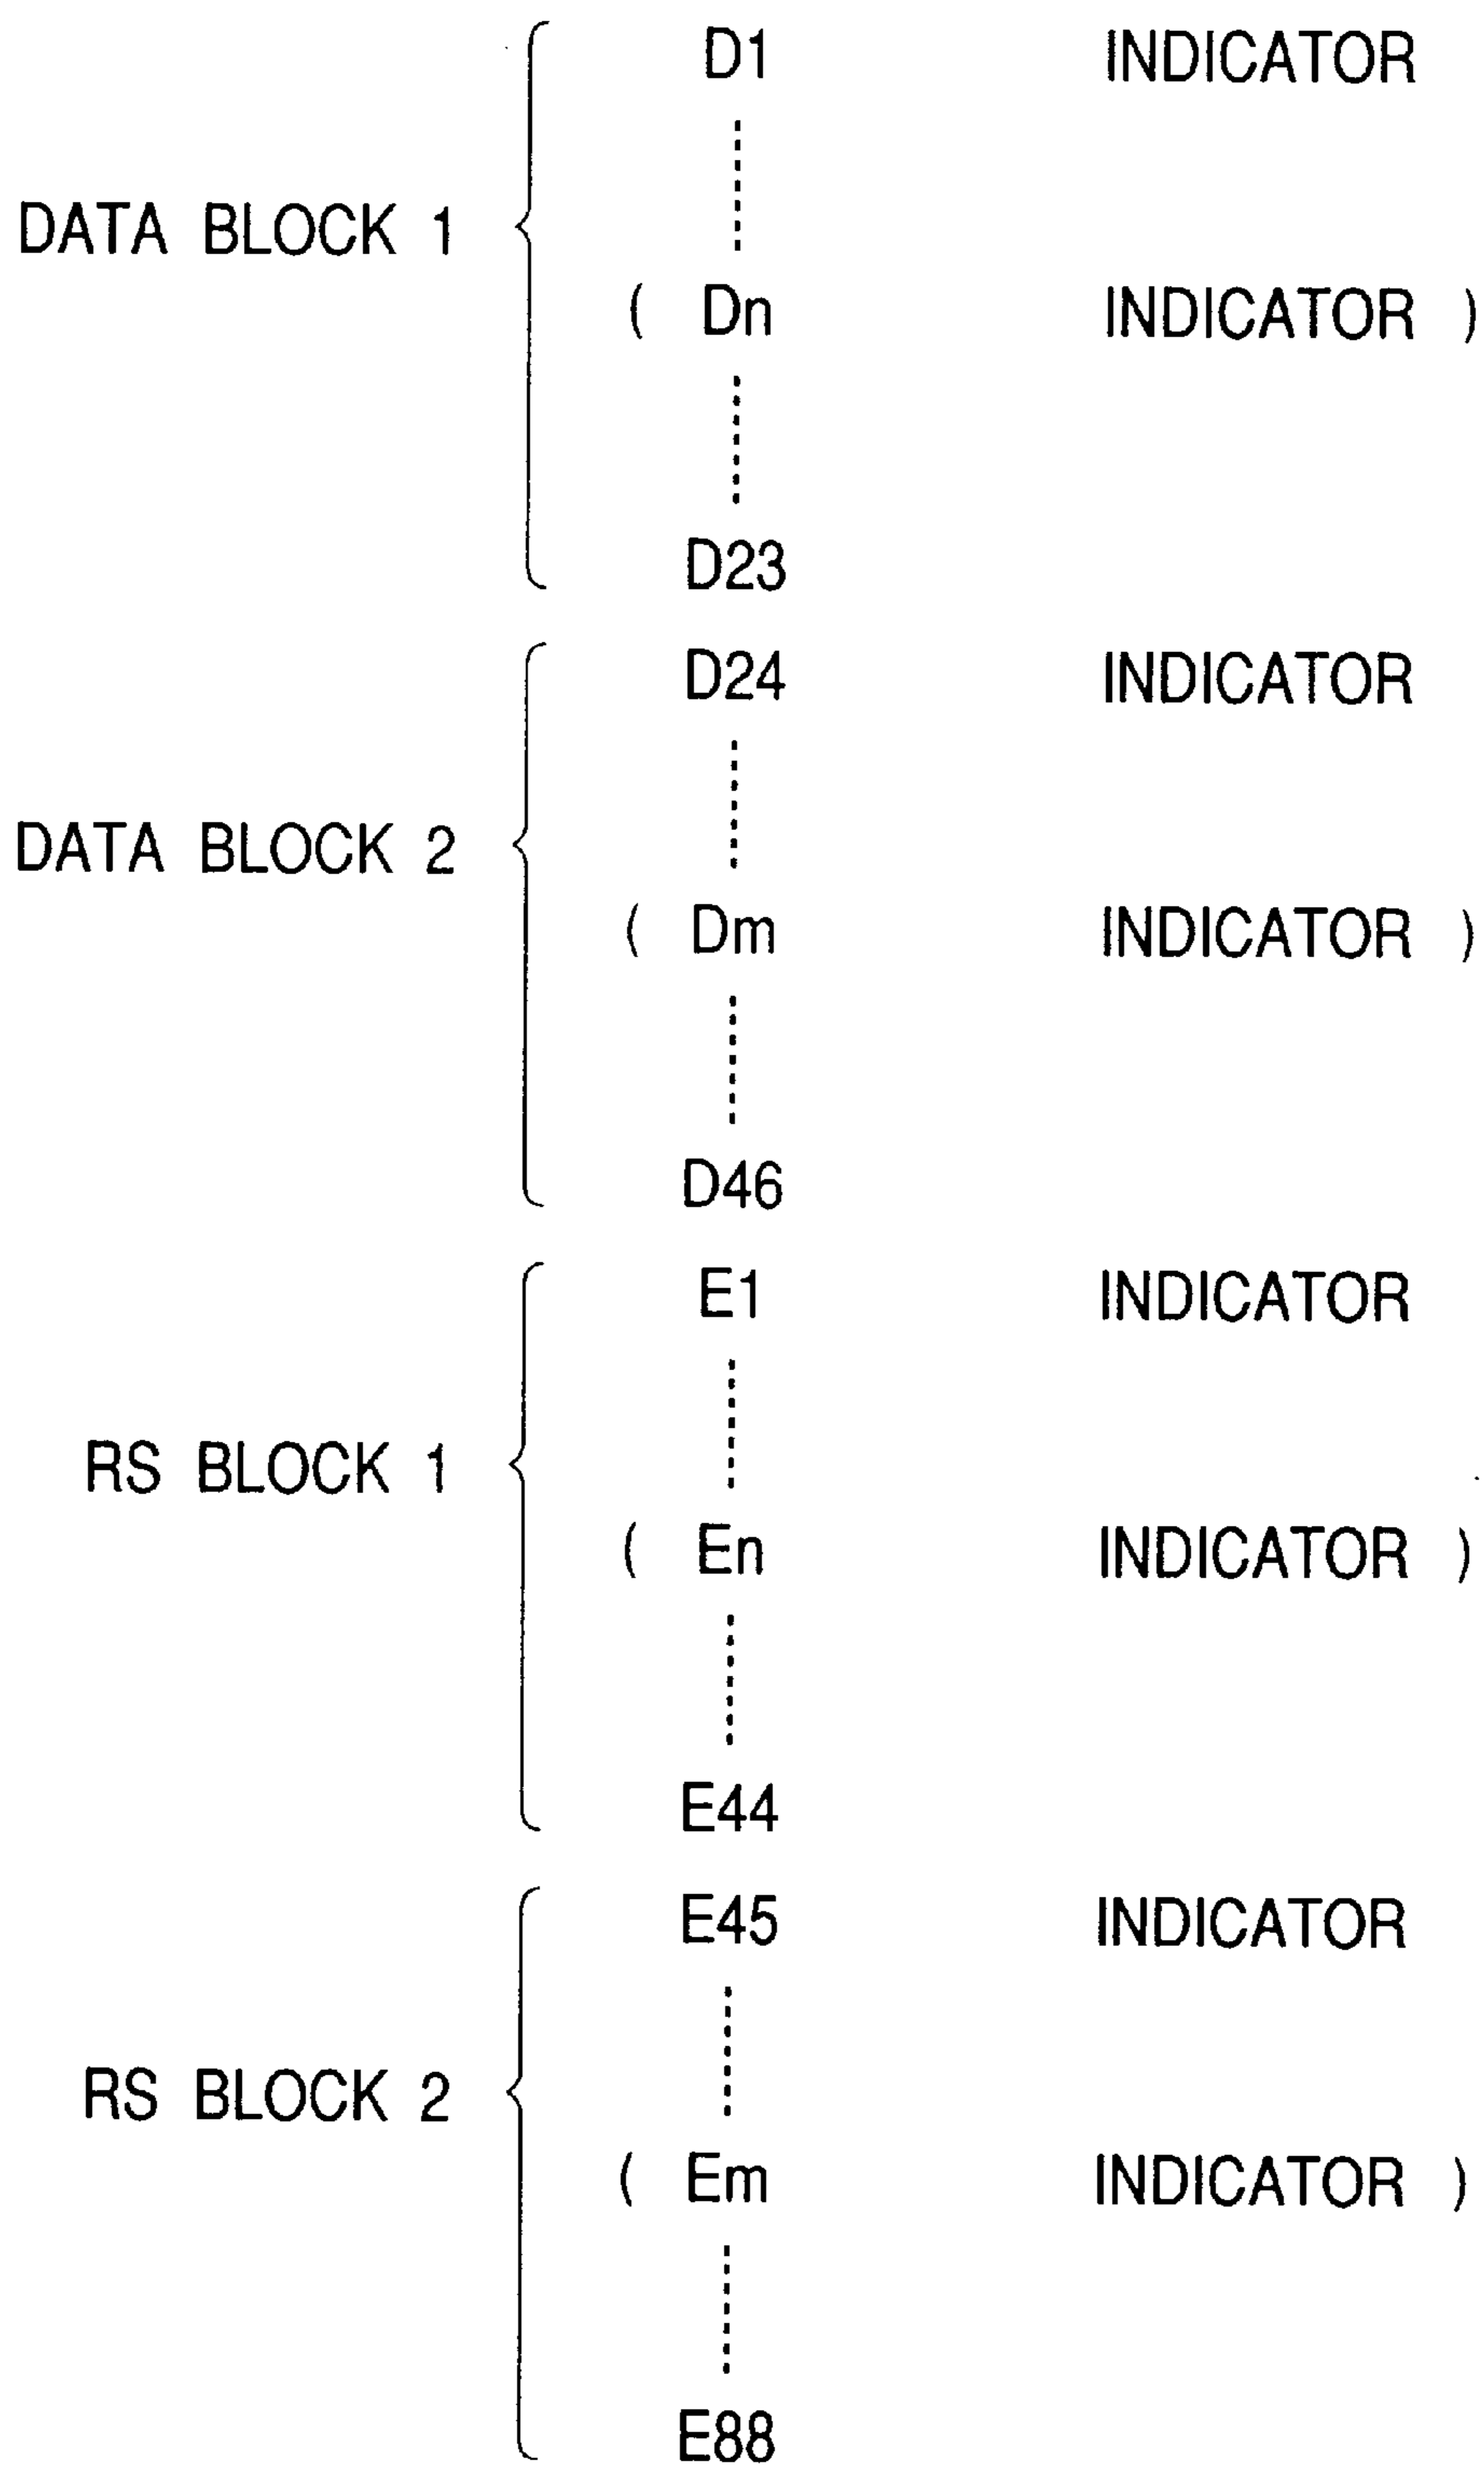 D1 INDICATOR
DATA BLOCK 1
( Dn INDICATOR )
D23
D24 INDICATOR
DATA BLOCK 2
( Dm INDICATOR )
D46
E1 INDICATOR
RS BLOCK 1
( En INDICATOR )
E44
E45 INDICATOR
RS BLOCK 2
( Em INDICATOR )
E88